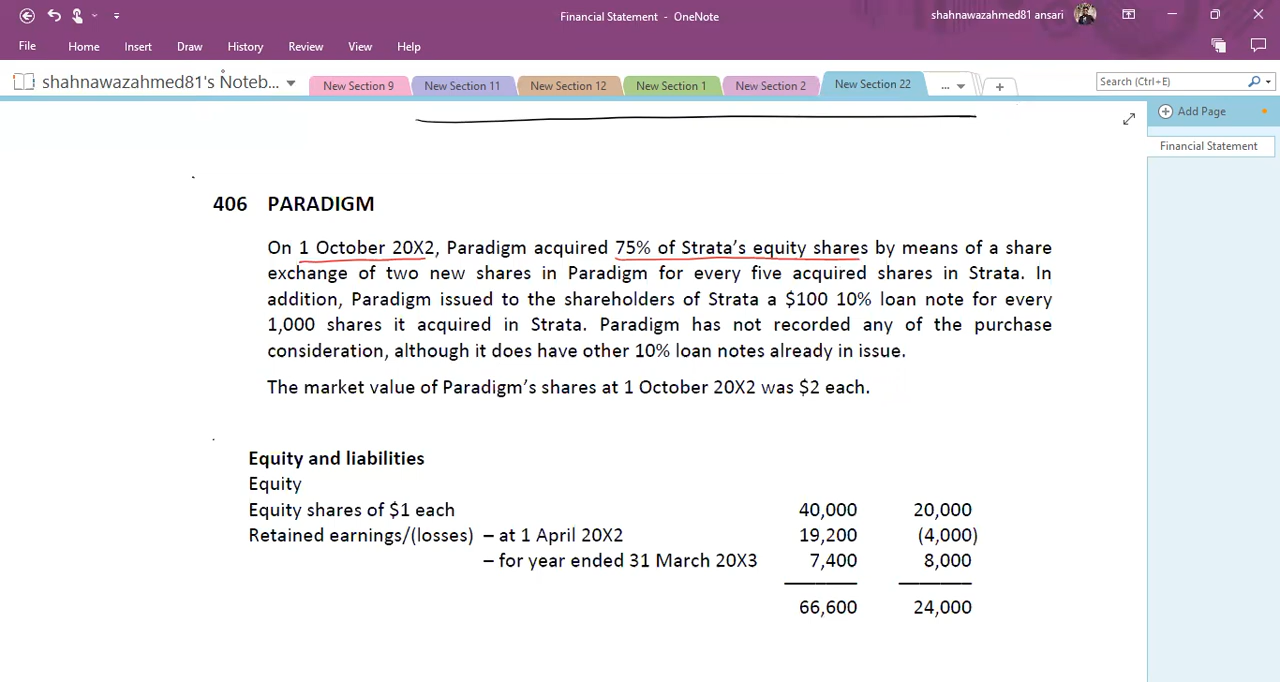 Financial Statement - OneNote
shahnawazahmed81 ansari
File Home Insert Draw History Review View Help
shahnawazahmed81's Noteb... New Section 9 New Section 11 New Section 12 New Section 1 New Section 2 New Section 22 ... + Search (Ctrl+E)
Add Page
Financial Statement
406 PARADIGM
On 1 October 20X2, Paradigm acquired 75% of Strata's equity shares by means of a share
exchange of two new shares in Paradigm for every five acquired shares in Strata. In
addition, Paradigm issued to the shareholders of Strata a $100 10% loan note for every
1,000 shares it acquired in Strata. Paradigm has not recorded any of the purchase
consideration, although it does have other 10% loan notes already in issue.
The market value of Paradigm's shares at 1 October 20X2 was $2 each.
Equity and liabilities
Equity
Equity shares of $1 each 40,000 20,000
Retained earnings/(losses) – at 1 April 20X2 19,200 (4,000)
– for year ended 31 March 20X3 7,400 8,000
66,600 24,000